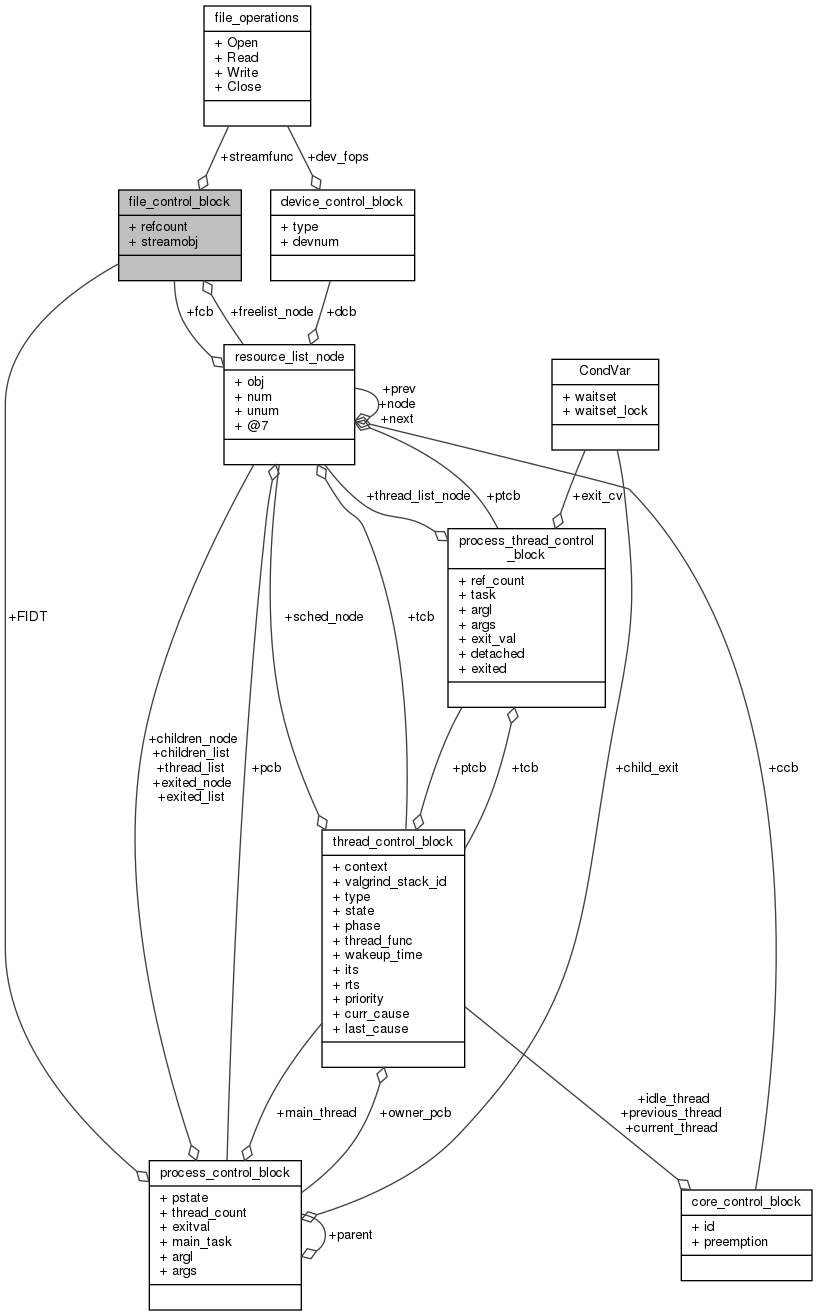 file_operations
+ Open
+ Read
+ Write
+ Close
+streamfunc
+dev_fops
file_control_block
+ refcount
+ streamobj
device_control_block
+ type
+ devnum
+fcb
+freelist_node
+dcb
resource_list_node
+ obj
+ num
+ unum
+ @7
+prev
+node
+next
CondVar
+ waitset
+ waitset_lock
+thread_list_node
+ptcb
+exit_cv
process_thread_control
_block
+ ref_count
+ task
+ argl
+ args
+ exit_val
+ detached
+ exited
+FIDT
+sched_node
+tcb
+children_node
+children_list
+thread_list
+exited_node
+exited_list
+pcb
+ptcb
+tcb
+child_exit
+ccb
thread_control_block
+ context
+ valgrind_stack_id
+ type
+ state
+ phase
+ thread_func
+ wakeup_time
+ its
+ rts
+ priority
+ curr_cause
+ last_cause
+main_thread
+owner_pcb
+idle_thread
+previous_thread
+current_thread
process_control_block
+ pstate
+ thread_count
+ exitval
+ main_task
+ argl
+ args
+parent
core_control_block
+ id
+ preemption